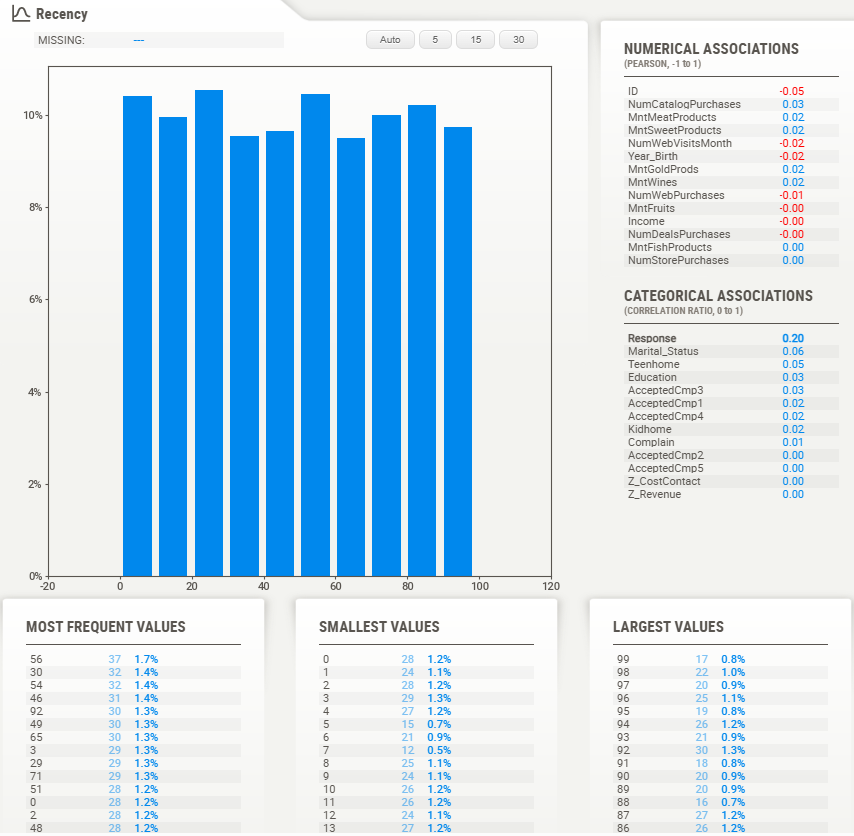 Recency
MISSING: ---
Auto 5 15 30
10%
8%
6%
4%
2%
0%
-20 0 20 40 60 80 100 120
NUMERICAL ASSOCIATIONS
(PEARSON, -1 to 1)
ID -0.05
NumCatalogPurchases 0.03
MntMeatProducts 0.02
MntSweetProducts 0.02
NumWebVisitsMonth -0.02
Year_Birth -0.02
MntGoldProds 0.02
MntWines 0.02
NumWebPurchases -0.01
MntFruits -0.00
Income -0.00
NumDealsPurchases -0.00
MntFishProducts 0.00
NumStorePurchases 0.00
CATEGORICAL ASSOCIATIONS
(CORRELATION RATIO, 0 to 1)
Response 0.20
Marital_Status 0.06
Teenhome 0.05
Education 0.03
AcceptedCmp3 0.03
AcceptedCmp1 0.02
AcceptedCmp4 0.02
Kidhome 0.02
Complain 0.01
AcceptedCmp2 0.00
AcceptedCmp5 0.00
Z_CostContact 0.00
Z_Revenue 0.00
MOST FREQUENT VALUES
56 37 1.7%
30 32 1.4%
54 32 1.4%
46 31 1.4%
92 30 1.3%
49 30 1.3%
65 30 1.3%
3 29 1.3%
29 29 1.3%
71 29 1.3%
51 28 1.2%
0 28 1.2%
2 28 1.2%
48 28 1.2%
SMALLEST VALUES
0 28 1.2%
1 24 1.1%
2 28 1.2%
3 29 1.3%
4 27 1.2%
5 15 0.7%
6 21 0.9%
7 12 0.5%
8 25 1.1%
9 24 1.1%
10 26 1.2%
11 26 1.2%
12 24 1.1%
13 27 1.2%
LARGEST VALUES
99 17 0.8%
98 22 1.0%
97 20 0.9%
96 25 1.1%
95 19 0.8%
94 26 1.2%
93 21 0.9%
92 30 1.3%
91 18 0.8%
90 20 0.9%
89 20 0.9%
88 16 0.7%
87 27 1.2%
86 26 1.2%